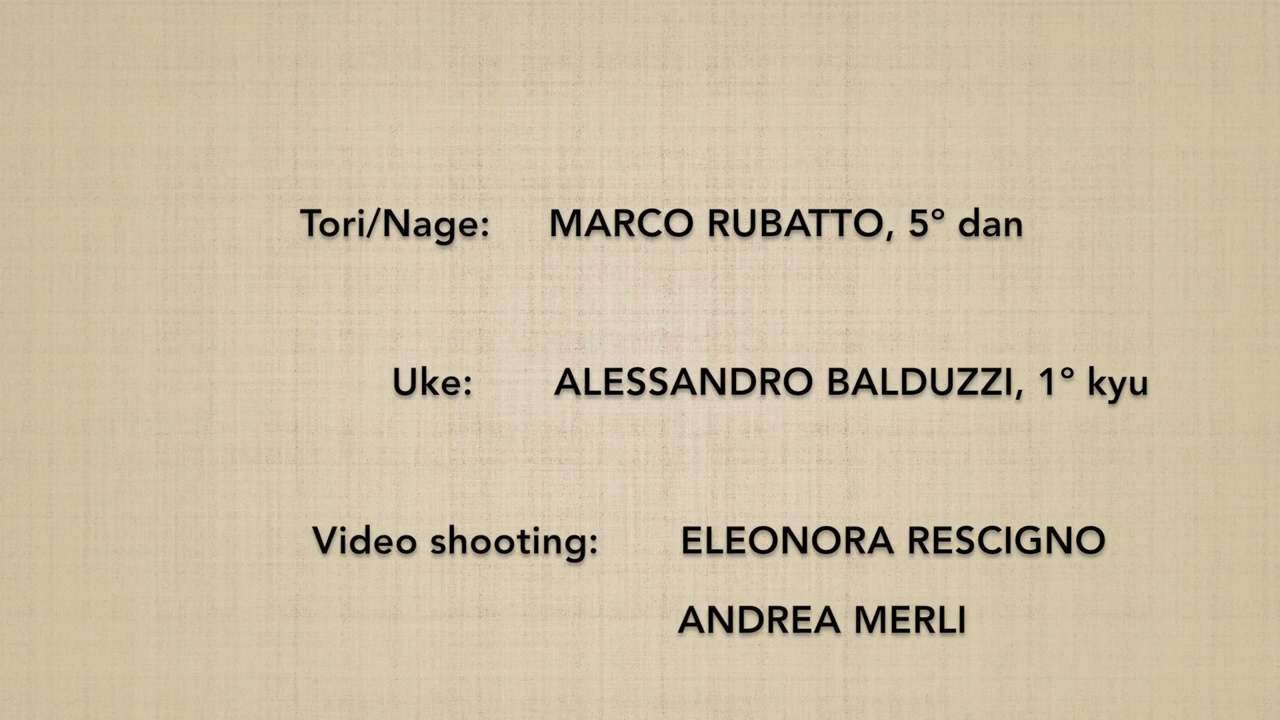 Tori/Nage: MARCO RUBATTO, 5° dan
Uke: ALESSANDRO BALDUZZI, 1° kyu
Video shooting: ELEONORA RESCIGNO
ANDREA MERLI